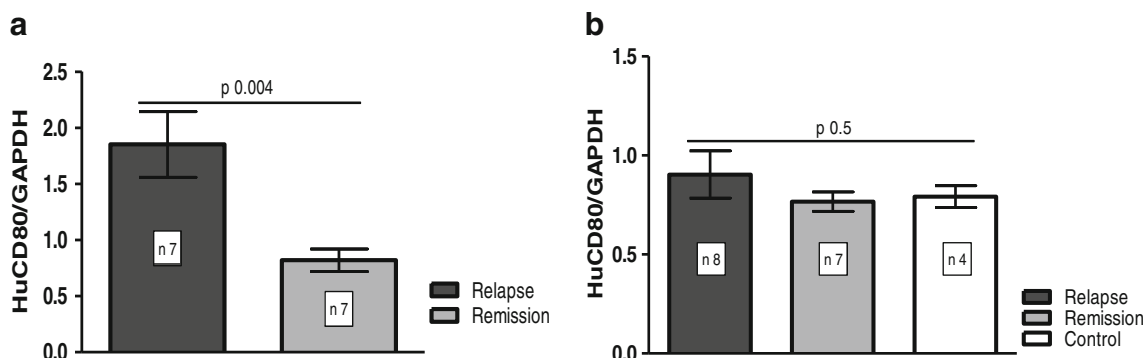 a
HuCD80/GAPDH
2.5
2.0
1.5
1.0
0.5
0.0
p 0.004
n 7
n 7
Relapse
Remission
b
HuCD80/GAPDH
1.5
1.0
0.5
0.0
p 0.5
n 8
n 7
n 4
Relapse
Remission
Control